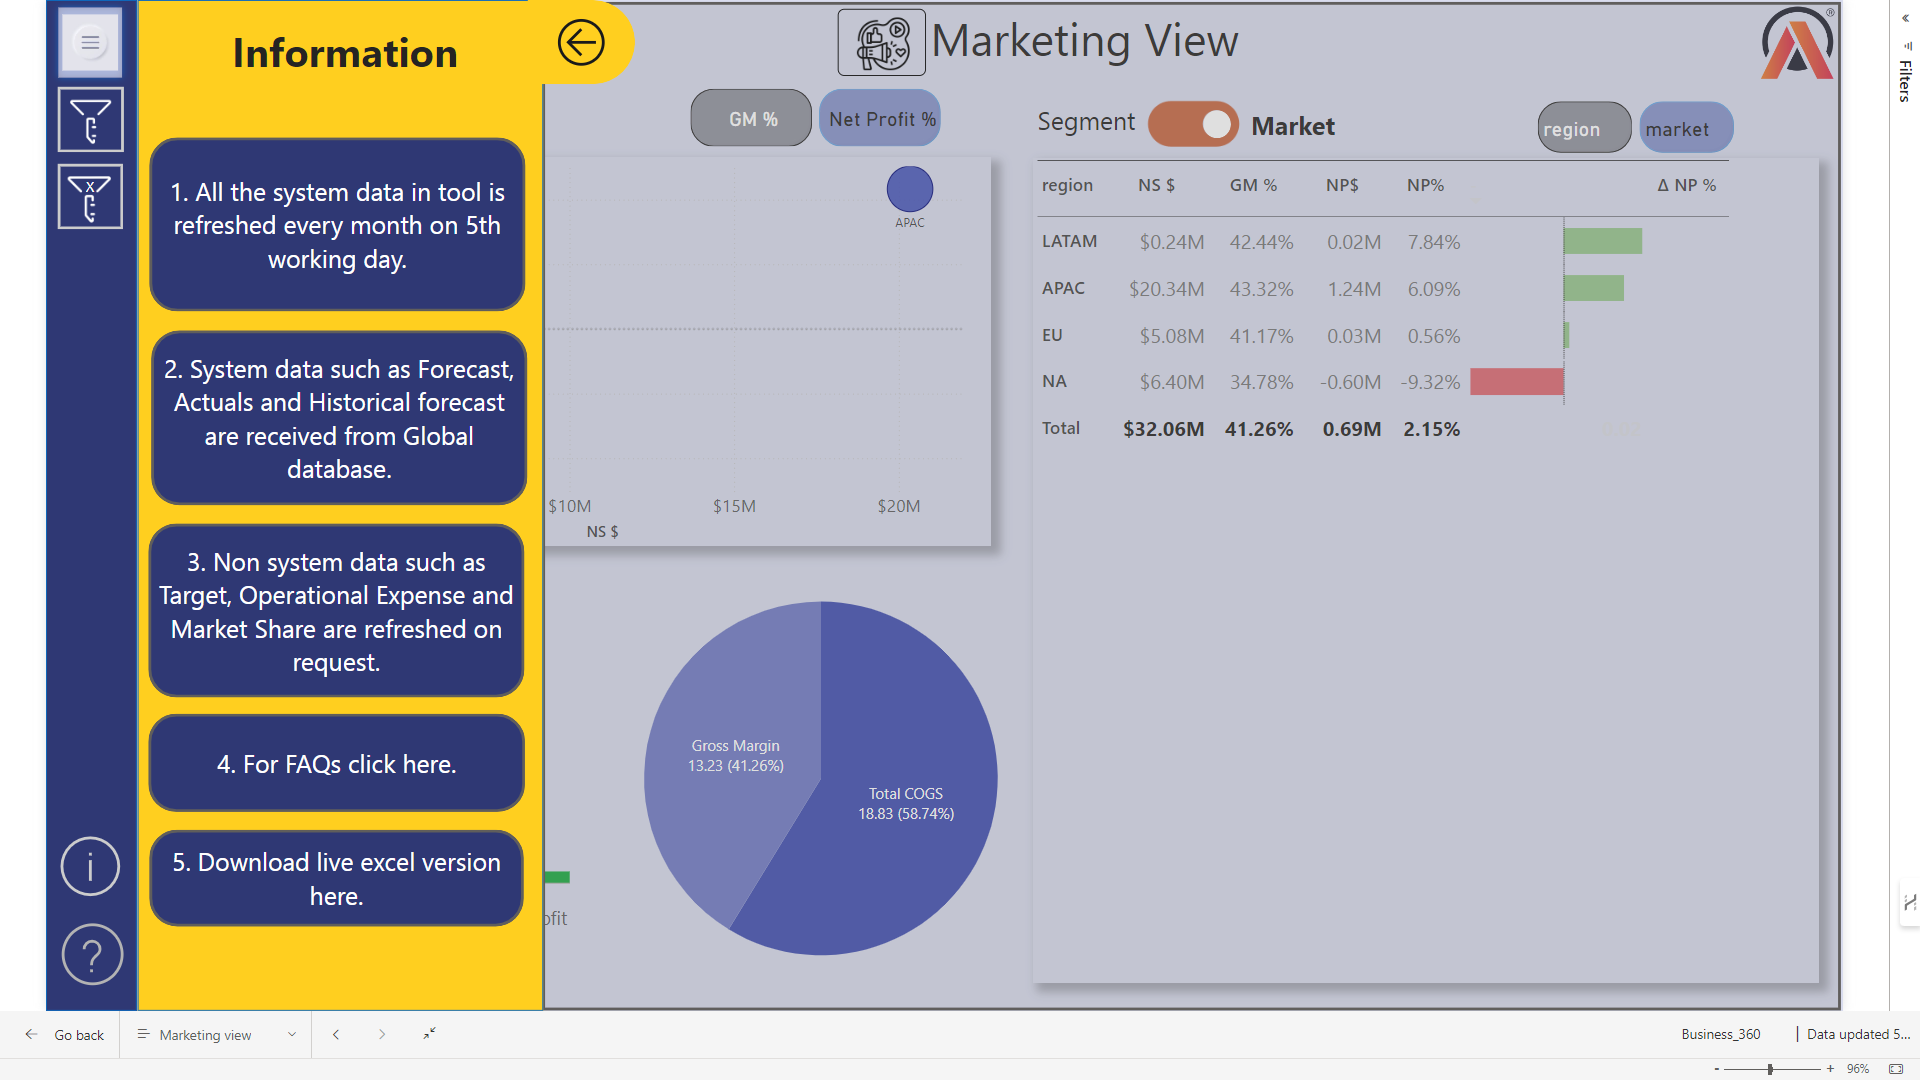 Information
1. All the system data in tool is
refreshed every month on 5th
working day.
2. System data such as Forecast,
Actuals and Historical forecast
are received from Global
database.
3. Non system data such as
Target, Operational Expense and
Market Share are refreshed on
request.
4. For FAQs click here.
5. Download live excel version
here.
i
?
X
Marketing View
®
GM %
Net Profit %
APAC
$10M $15M $20M
NS $
Gross Margin
13.23 (41.26%)
Total COGS
18.83 (58.74%)
ofit
Segment Market
region
market
region NS $ GM % NP$ NP% Δ NP %
LATAM $0.24M 42.44% 0.02M 7.84%
APAC $20.34M 43.32% 1.24M 6.09%
EU $5.08M 41.17% 0.03M 0.56%
NA $6.40M 34.78% -0.60M -9.32%
Total $32.06M 41.26% 0.69M 2.15%
Filters
Go back
Marketing view
Business_360 | Data updated 5...
- + 96%